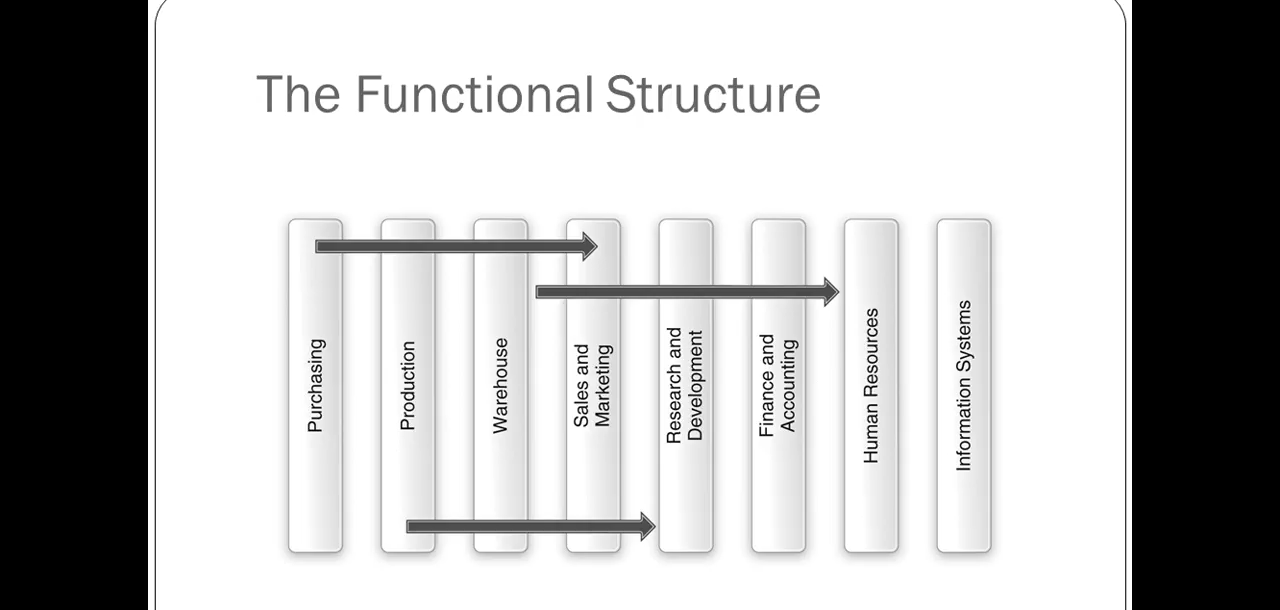 The Functional Structure
Purchasing
Production
Warehouse
Sales and
Marketing
Research and
Development
Finance and
Accounting
Human Resources
Information Systems